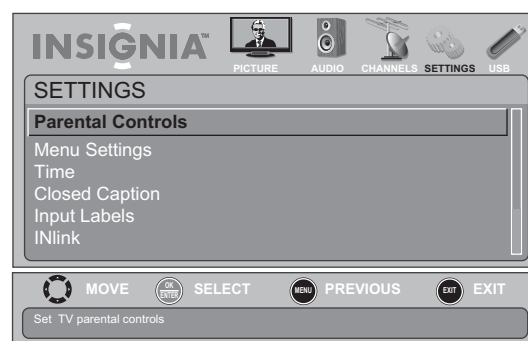 INSIGNIA™
PICTURE AUDIO CHANNELS SETTINGS USB
SETTINGS
Parental Controls
Menu Settings
Time
Closed Caption
Input Labels
INlink
MOVE OK ENTER SELECT MENU PREVIOUS EXIT EXIT
Set TV parental controls